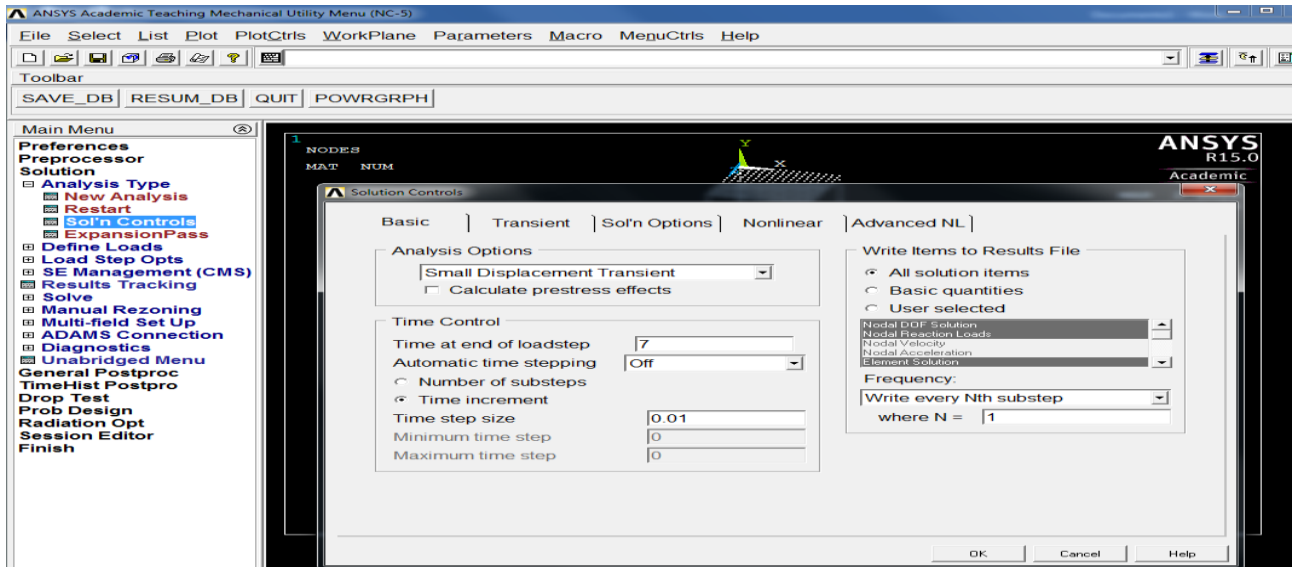 ANSYS Academic Teaching Mechanical Utility Menu (NC-5)
File Select List Plot PlotCtrls WorkPlane Parameters Macro MenuCtrls Help
Toolbar
SAVE_DB RESUM_DB QUIT POWRGRPH
Main Menu
Preferences
Preprocessor
Solution
Analysis Type
New Analysis
Restart
Sol'n Controls
ExpansionPass
Define Loads
Load Step Opts
SE Management (CMS)
Results Tracking
Solve
Manual Rezoning
Multi-field Set Up
ADAMS Connection
Diagnostics
Unabridged Menu
General Postproc
TimeHist Postpro
Drop Test
Prob Design
Radiation Opt
Session Editor
Finish
1
NODES
MAT NUM
Y
X
ANSYS
R15.0
Academic
Solution Controls
Basic Transient Sol'n Options Nonlinear Advanced NL
Analysis Options
Small Displacement Transient
Calculate prestress effects
Time Control
Time at end of loadstep 7
Automatic time stepping Off
Number of substeps
Time increment
Time step size 0.01
Minimum time step 0
Maximum time step 0
Write Items to Results File
All solution items
Basic quantities
User selected
Nodal DOF Solution
Nodal Reaction Loads
Nodal Velocity
Nodal Acceleration
Element Solution
Frequency:
Write every Nth substep
where N = 1
OK Cancel Help